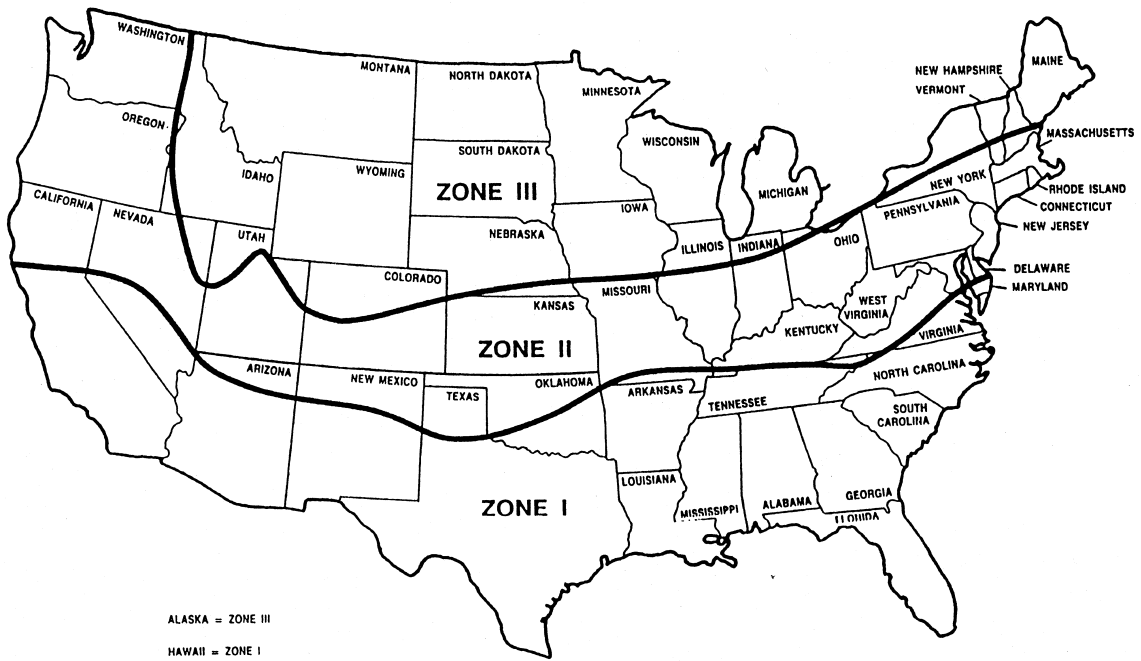 WASHINGTON
MONTANA
NORTH DAKOTA
MINNESOTA
NEW HAMPSHIRE
VERMONT
MAINE
OREGON
IDAHO
WYOMING
SOUTH DAKOTA
WISCONSIN
MICHIGAN
NEW YORK
MASSACHUSETTS
ZONE III
RHODE ISLAND
CONNECTICUT
NEW JERSEY
CALIFORNIA
NEVADA
UTAH
NEBRASKA
IOWA
ILLINOIS
INDIANA
OHIO
PENNSYLVANIA
COLORADO
KANSAS
MISSOURI
WEST
VIRGINIA
DELAWARE
MARYLAND
KENTUCKY
VIRGINIA
ZONE II
ARIZONA
NEW MEXICO
TEXAS
OKLAHOMA
ARKANSAS
TENNESSEE
NORTH CAROLINA
SOUTH
CAROLINA
ZONE I
LOUISIANA
MISSISSIPPI
ALABAMA
GEORGIA
ALASKA = ZONE III
HAWAII = ZONE I